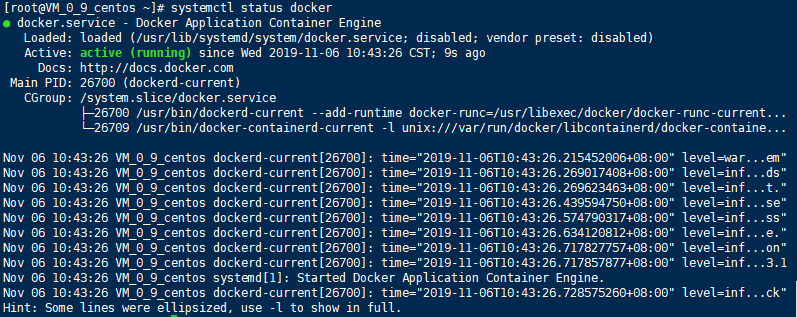 [root@VM_0_9_centos ~]# systemctl status docker
● docker.service - Docker Application Container Engine
   Loaded: loaded (/usr/lib/systemd/system/docker.service; disabled; vendor preset: disabled)
   Active: active (running) since Wed 2019-11-06 10:43:26 CST; 9s ago
     Docs: http://docs.docker.com
 Main PID: 26700 (dockerd-current)
   CGroup: /system.slice/docker.service
           ├─26700 /usr/bin/dockerd-current --add-runtime docker-runc=/usr/libexec/docker/docker-runc-current...
           └─26709 /usr/bin/docker-containerd-current -l unix:///var/run/docker/libcontainerd/docker-containe...
Nov 06 10:43:26 VM_0_9_centos dockerd-current[26700]: time="2019-11-06T10:43:26.215452006+08:00" level=war...em"
Nov 06 10:43:26 VM_0_9_centos dockerd-current[26700]: time="2019-11-06T10:43:26.269017408+08:00" level=inf...ds"
Nov 06 10:43:26 VM_0_9_centos dockerd-current[26700]: time="2019-11-06T10:43:26.269623463+08:00" level=inf...t."
Nov 06 10:43:26 VM_0_9_centos dockerd-current[26700]: time="2019-11-06T10:43:26.439594750+08:00" level=inf...se"
Nov 06 10:43:26 VM_0_9_centos dockerd-current[26700]: time="2019-11-06T10:43:26.574790317+08:00" level=inf...ss"
Nov 06 10:43:26 VM_0_9_centos dockerd-current[26700]: time="2019-11-06T10:43:26.634120812+08:00" level=inf...e."
Nov 06 10:43:26 VM_0_9_centos dockerd-current[26700]: time="2019-11-06T10:43:26.717827757+08:00" level=inf...on"
Nov 06 10:43:26 VM_0_9_centos dockerd-current[26700]: time="2019-11-06T10:43:26.717857877+08:00" level=inf...3.1
Nov 06 10:43:26 VM_0_9_centos systemd[1]: Started Docker Application Container Engine.
Nov 06 10:43:26 VM_0_9_centos dockerd-current[26700]: time="2019-11-06T10:43:26.728575260+08:00" level=inf...ck"
Hint: Some lines were ellipsized, use -l to show in full.